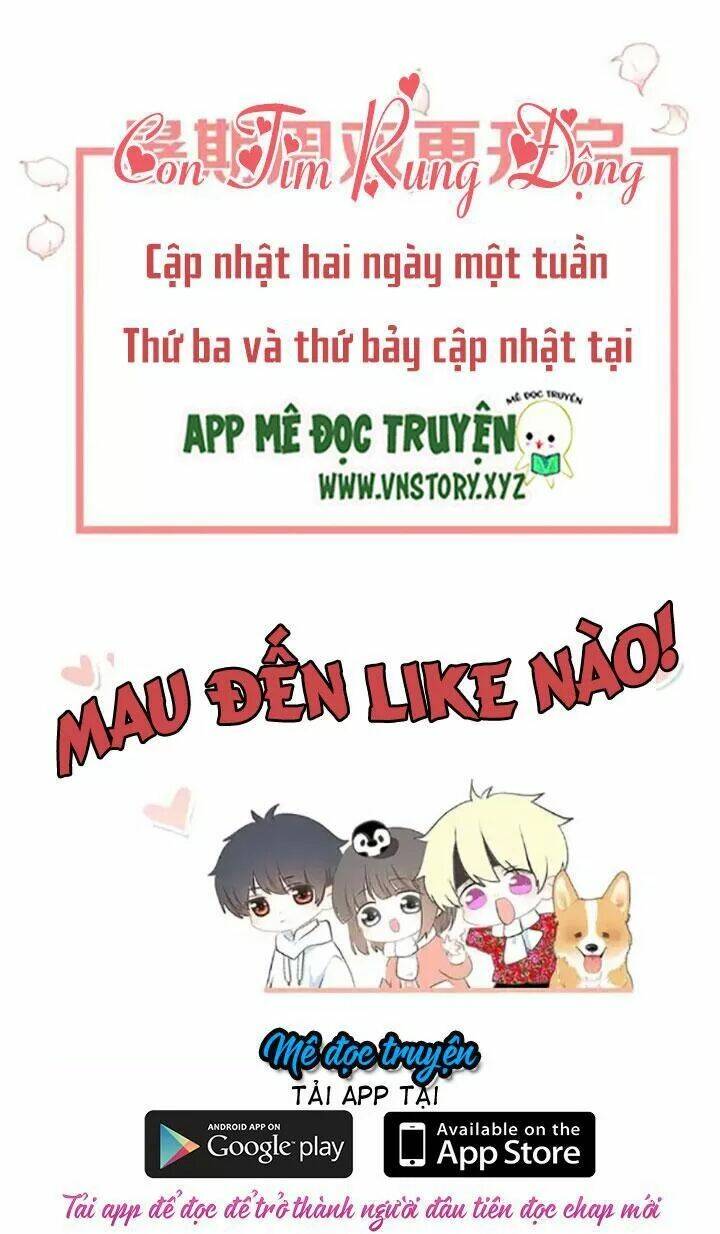 Con Tim Rung Động
Cập nhật hai ngày một tuần
Thứ ba và thứ bảy cập nhật tại
MÊ ĐỌC TRUYỆN
APP MÊ ĐỌC TRUYỆN
WWW.VNSTORY.XYZ
MAU ĐẾN LIKE NÀO!
Mê đọc truyện
TẢI APP TẠI
ANDROID APP ON
Google play
Available on the
App Store
Tải app để đọc để trở thành người đâu tiên đọc chap mới